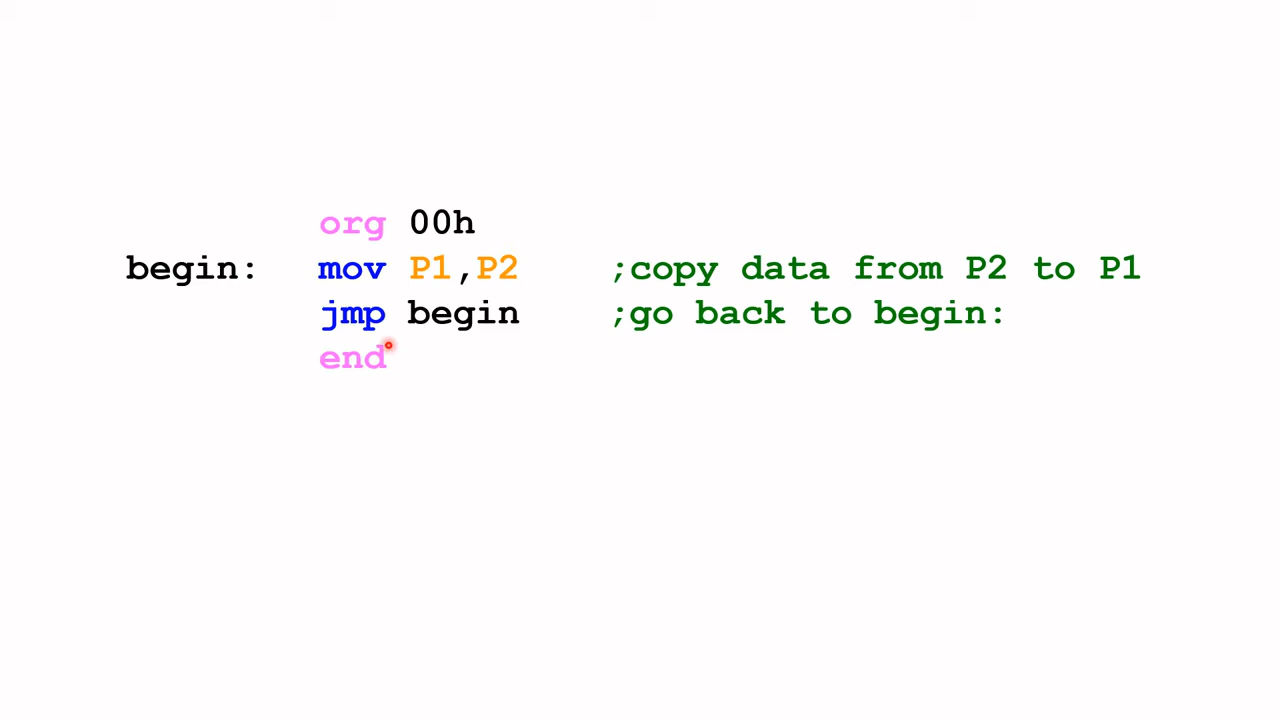 org 00h
begin: mov P1,P2 ;copy data from P2 to P1
jmp begin ;go back to begin:
end